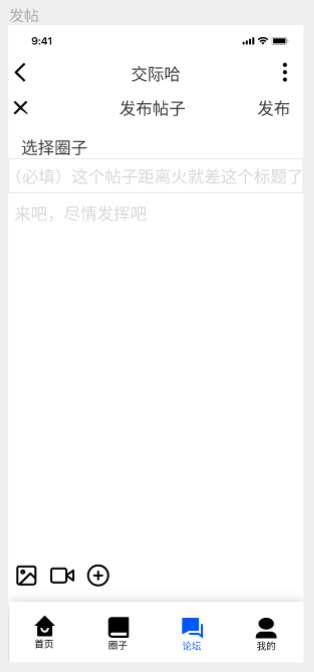 发帖
9:41
交际哈
发布帖子
发布
选择圈子
（必填）这个帖子距离火就差这个标题了
来吧，尽情发挥吧
首页
圈子
论坛
我的